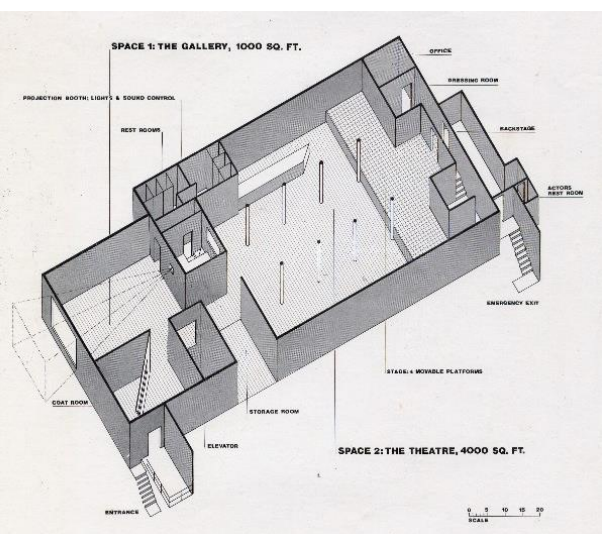 SPACE 1: THE GALLERY, 1000 SQ. FT.
OFFICE
DRESSING ROOM
PROJECTION BOOTH; LIGHTS & SOUND CONTROL
REST ROOMS
BACKSTAGE
ACTORS
REST ROOM
EMERGENCY EXIT
STAGE: 4 MOVABLE PLATFORMS
COAT ROOM
STORAGE ROOM
ELEVATOR
SPACE 2: THE THEATRE, 4000 SQ. FT.
ENTRANCE
0 5 10 15 20
SCALE